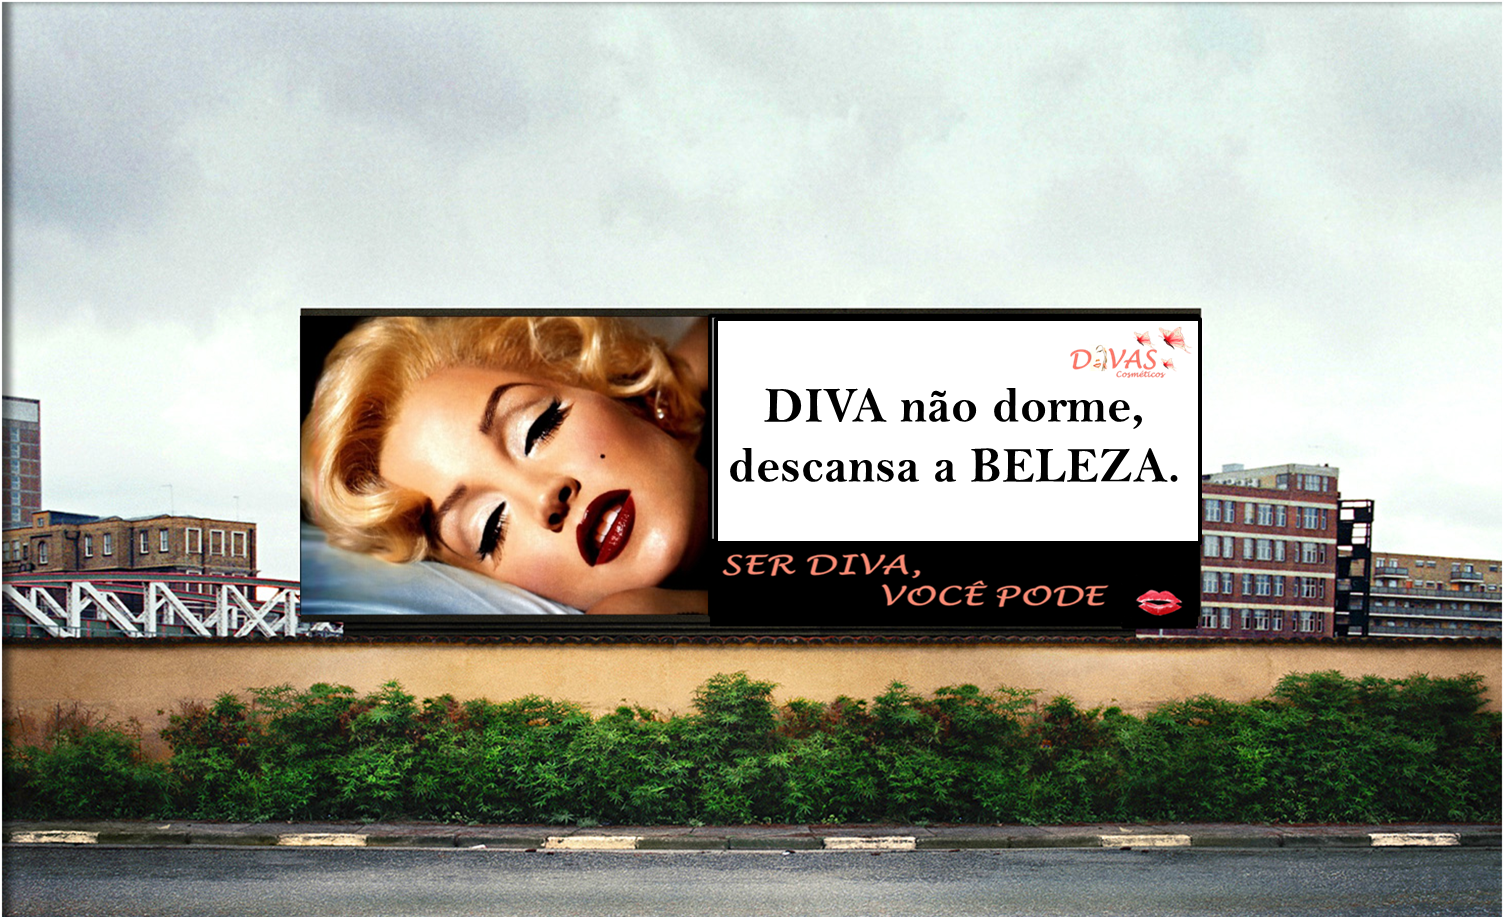 DIVAS
Cosméticos
DIVA não dorme,
descansa a BELEZA.
SER DIVA,
VOCÊ PODE